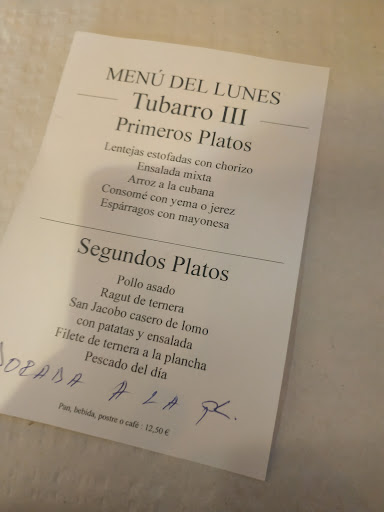 MENÚ DEL LUNES
Tubarro III
Primeros Platos
Lentejas estofadas con chorizo
Ensalada mixta
Arroz a la cubana
Consomé con yema o jerez
Espárragos con mayonesa
Segundos Platos
Pollo asado
Ragut de ternera
San Jacobo casero de lomo
con patatas y ensalada
Filete de ternera a la plancha
Pescado del día
DORADA A LA
Pan, bebida, postre o café : 12,50 €